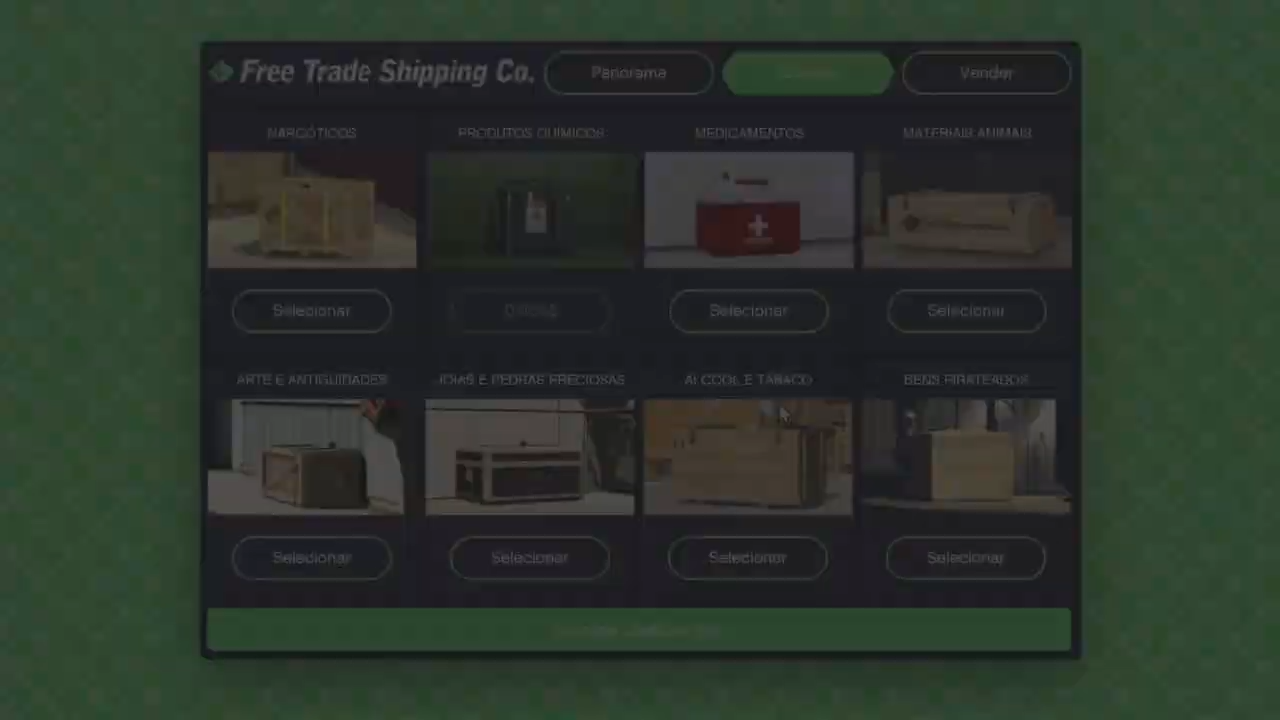 Free Trade Shipping Co.
Panorama
Vender
NARCÓTICOS
PRODUTOS QUÍMICOS
MEDICAMENTOS
MATERIAIS ANIMAIS
Selecionar
Selecionar
Selecionar
ARTE E ANTIGUIDADES
JOIAS E PEDRAS PRECIOSAS
ÁLCOOL E TABACO
BENS PIRATEADOS
Selecionar
Selecionar
Selecionar
Selecionar